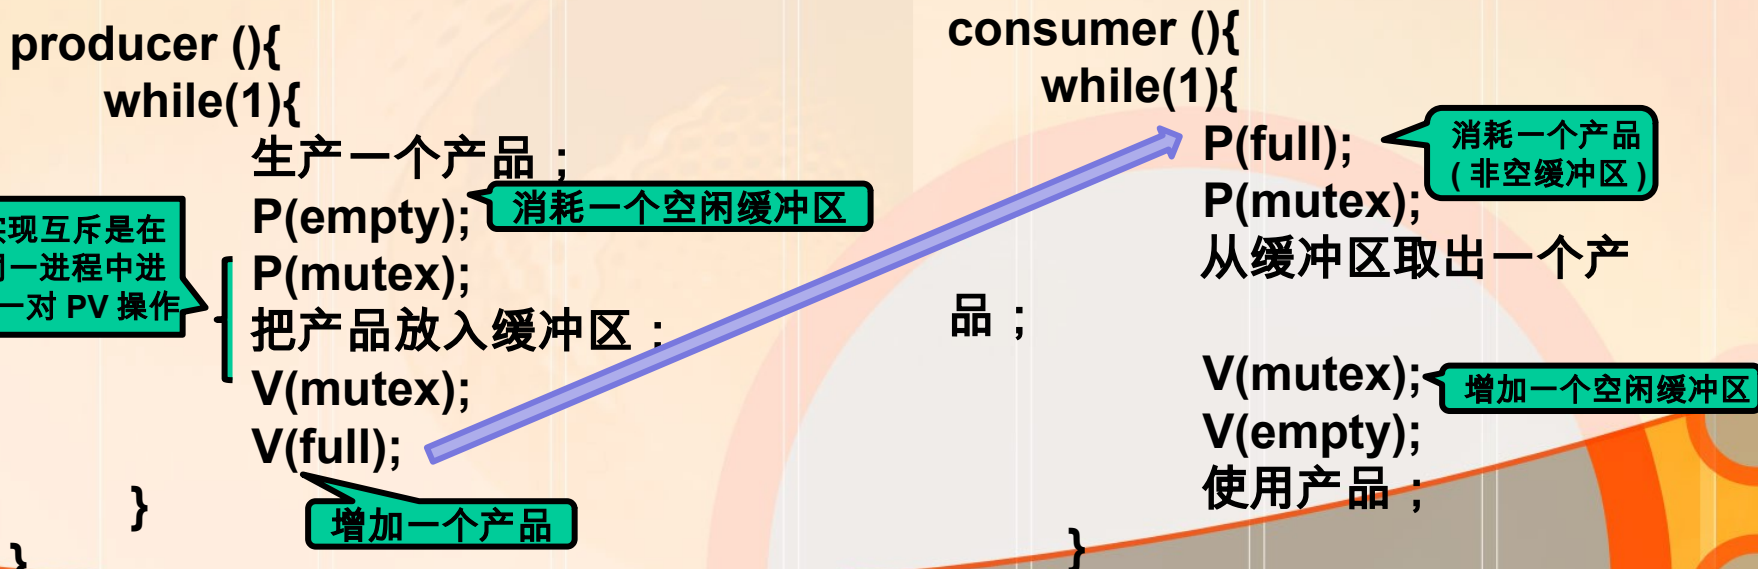 producer (){
while(1){
生产一个产品；
P(empty);
消耗一个空闲缓冲区
现互斥是在
一进程中进
一对 PV 操作
P(mutex);
把产品放入缓冲区；
V(mutex);
V(full);
增加一个产品
}
}
consumer (){
while(1){
P(full);
消耗一个产品
( 非空缓冲区 )
P(mutex);
从缓冲区取出一个产
品；
V(mutex);
增加一个空闲缓冲区
V(empty);
使用产品；
}